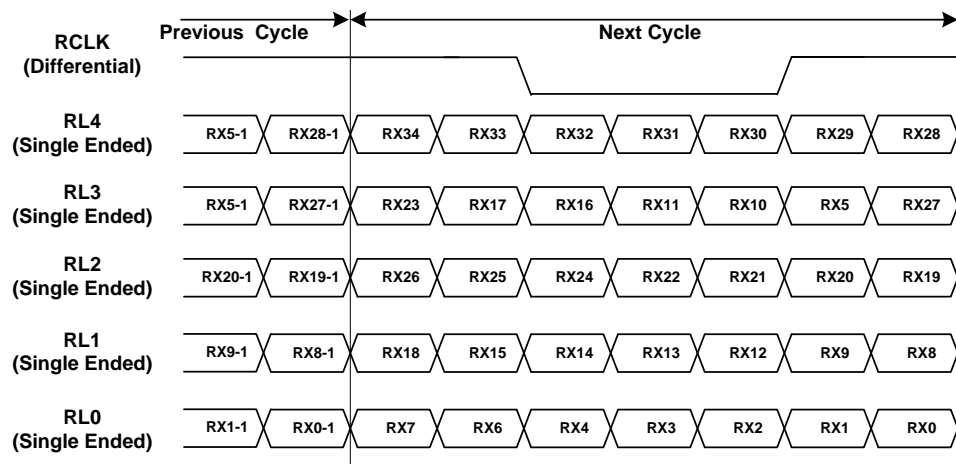 Previous Cycle
Next Cycle
RCLK
(Differential)
RL4
(Single Ended)
RX5-1 RX28-1 RX34 RX33 RX32 RX31 RX30 RX29 RX28
RL3
(Single Ended)
RX5-1 RX27-1 RX23 RX17 RX16 RX11 RX10 RX5 RX27
RL2
(Single Ended)
RX20-1 RX19-1 RX26 RX25 RX24 RX22 RX21 RX20 RX19
RL1
(Single Ended)
RX9-1 RX8-1 RX18 RX15 RX14 RX13 RX12 RX9 RX8
RL0
(Single Ended)
RX1-1 RX0-1 RX7 RX6 RX4 RX3 RX2 RX1 RX0